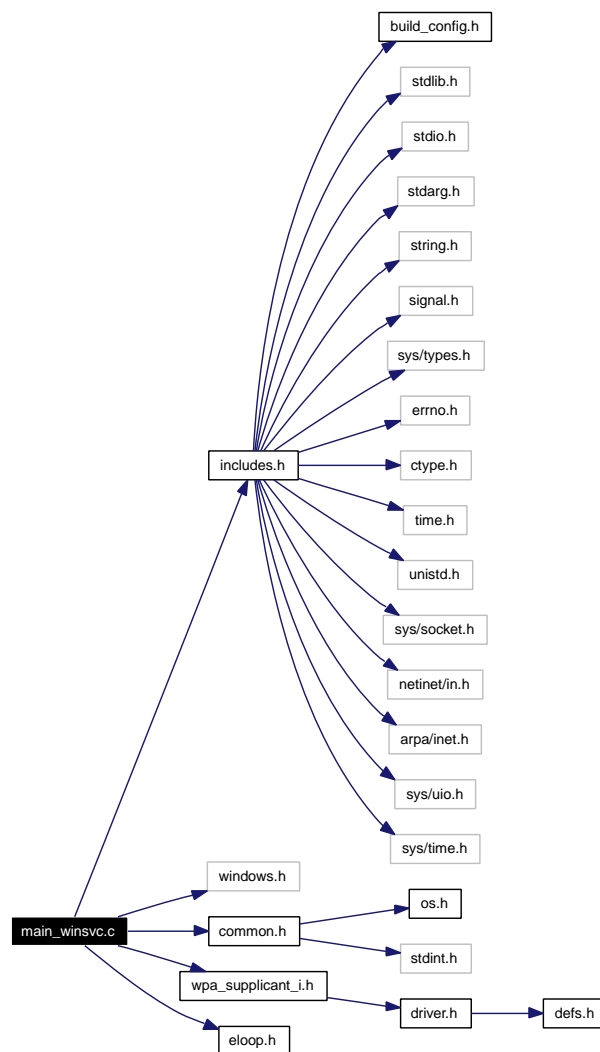 build_config.h
stdlib.h
stdio.h
stdarg.h
string.h
signal.h
sys/types.h
errno.h
includes.h
ctype.h
time.h
unistd.h
sys/socket.h
netinet/in.h
arpa/inet.h
sys/uio.h
sys/time.h
windows.h
os.h
main_winsvc.c
common.h
stdint.h
wpa_supplicant_i.h
driver.h
defs.h
eloop.h